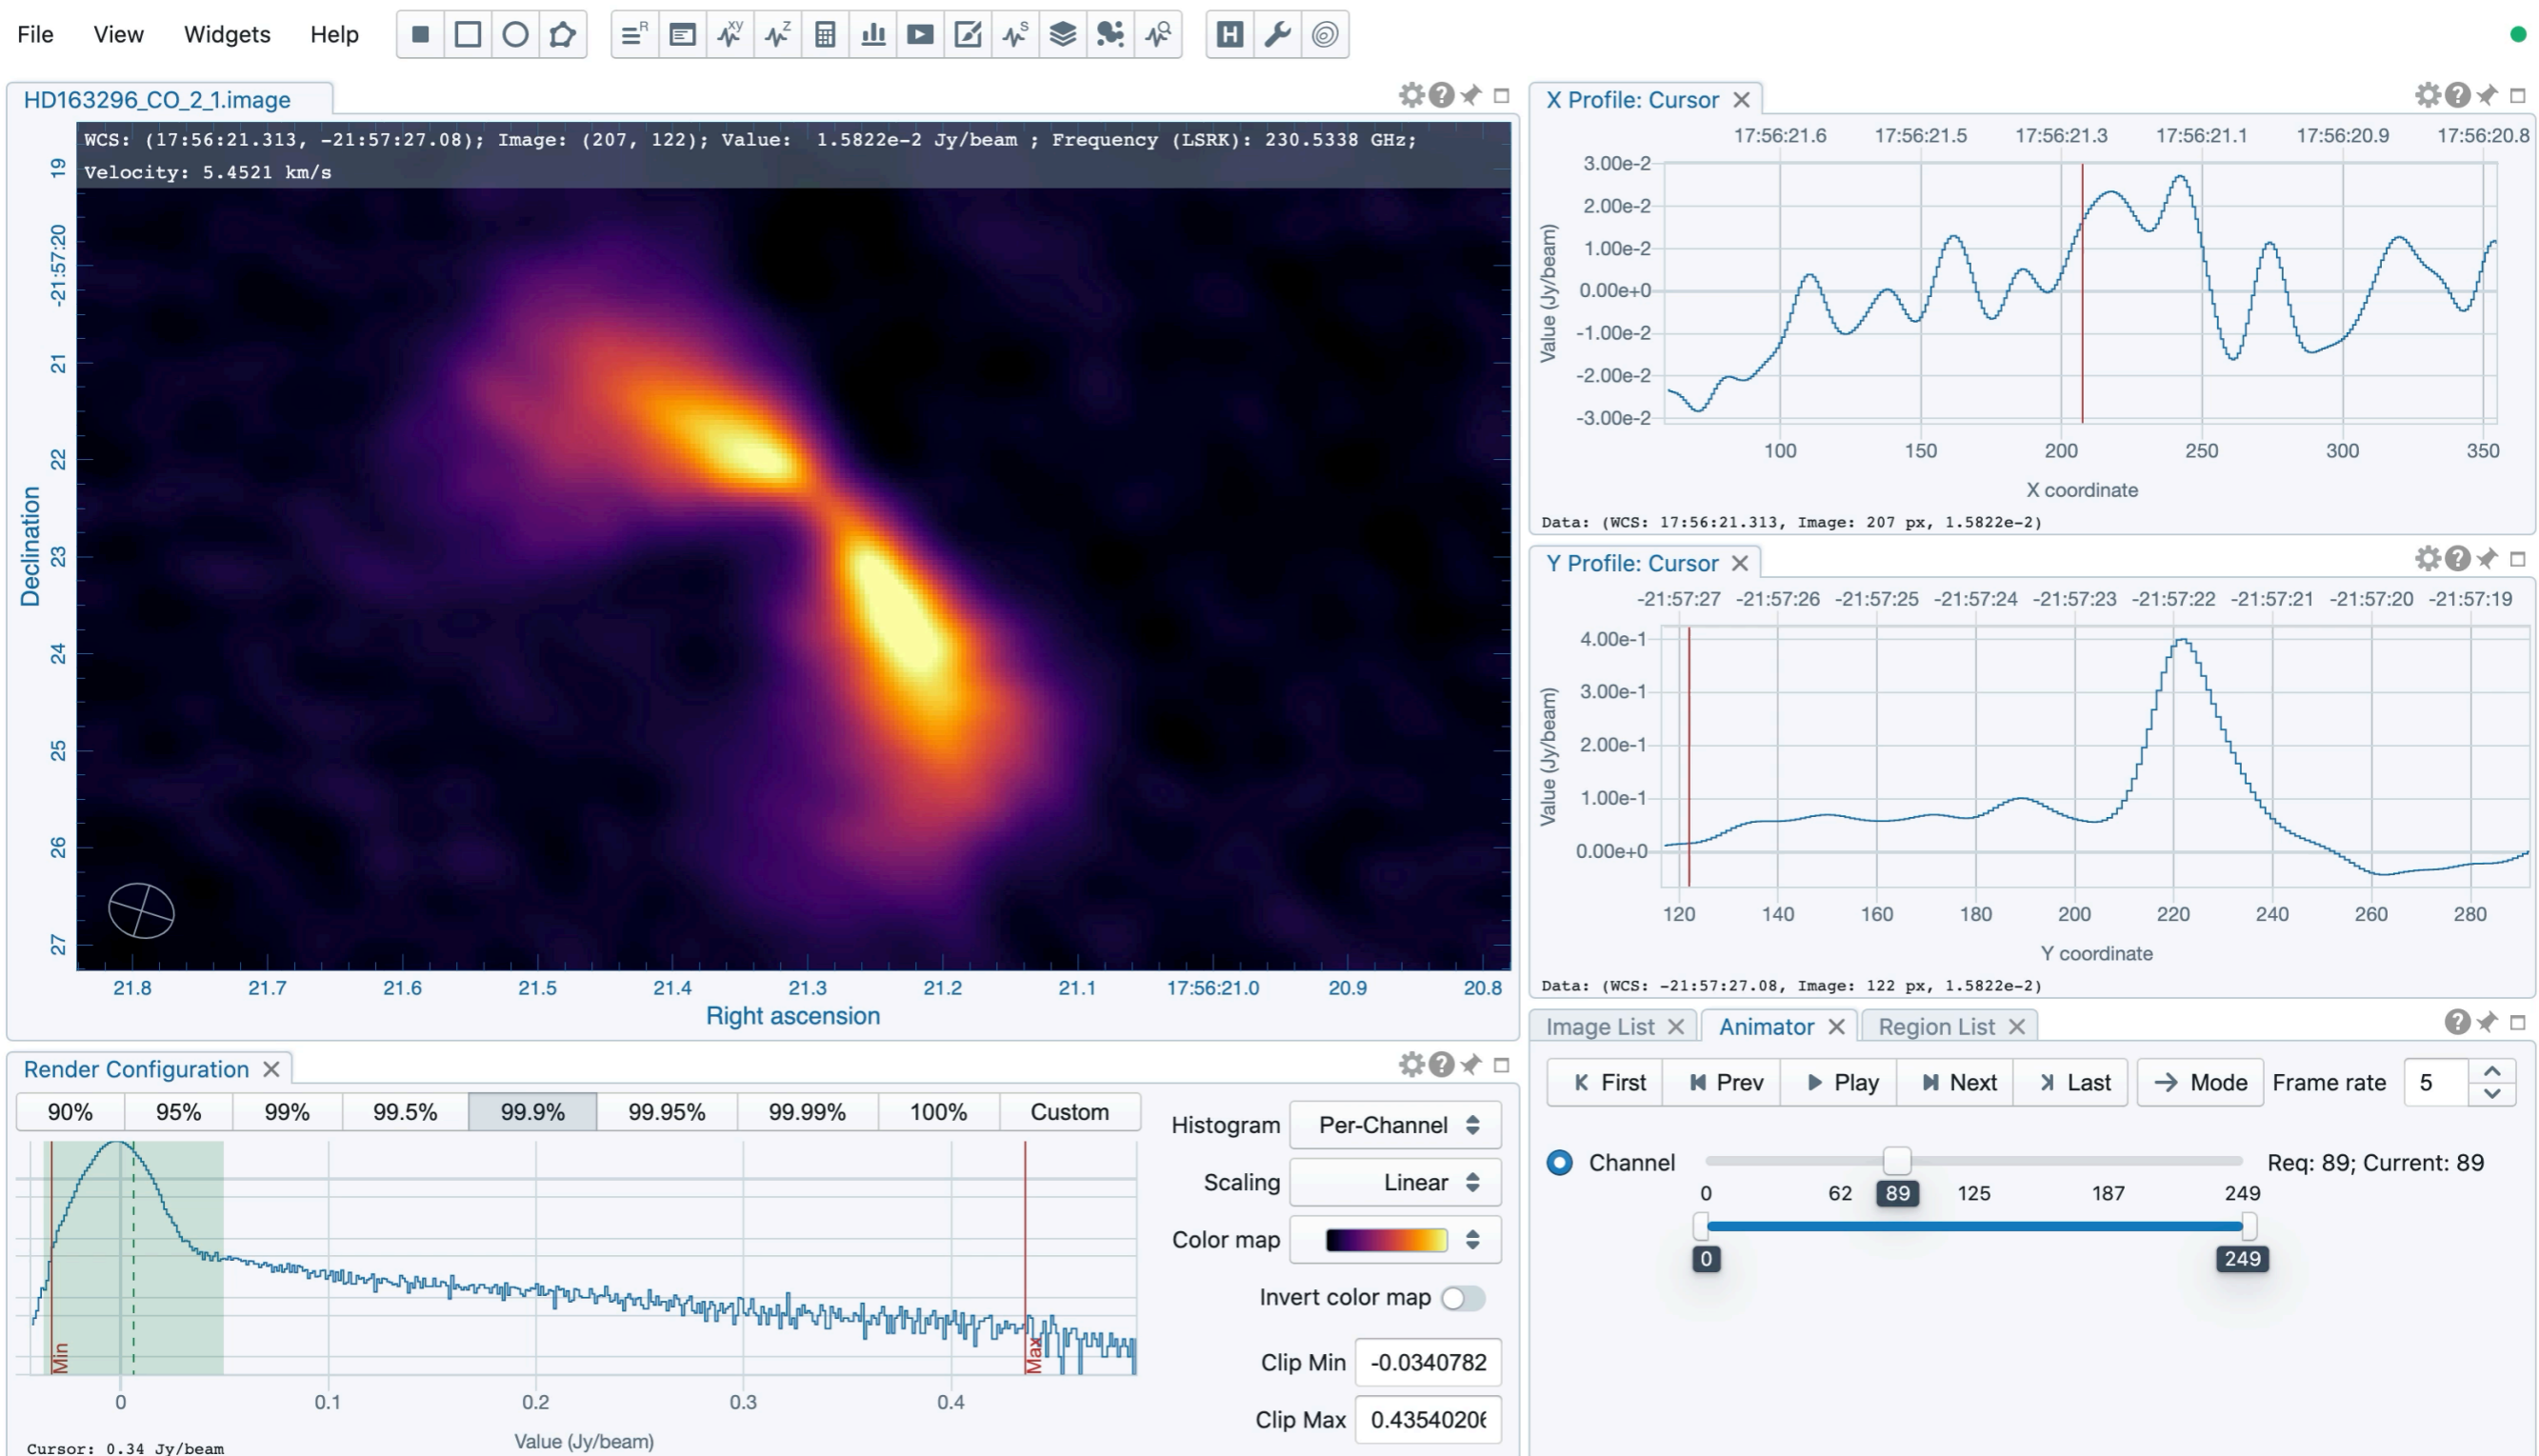 File View Widgets Help
R xy Z S H
HD163296_CO_2_1.image
WCS: (17:56:21.313, -21:57:27.08); Image: (207, 122); Value: 1.5822e-2 Jy/beam ; Frequency (LSRK): 230.5338 GHz;
Velocity: 5.4521 km/s
19
-21:57:20
21
22
23
24
25
26
27
Declination
21.8 21.7 21.6 21.5 21.4 21.3 21.2 21.1 17:56:21.0 20.9 20.8
Right ascension
X Profile: Cursor
17:56:21.6 17:56:21.5 17:56:21.3 17:56:21.1 17:56:20.9 17:56:20.8
3.00e-2
2.00e-2
1.00e-2
0.00e+0
-1.00e-2
-2.00e-2
-3.00e-2
Value (Jy/beam)
100 150 200 250 300 350
X coordinate
Data: (WCS: 17:56:21.313, Image: 207 px, 1.5822e-2)
Y Profile: Cursor
-21:57:27 -21:57:26 -21:57:25 -21:57:24 -21:57:23 -21:57:22 -21:57:21 -21:57:20 -21:57:19
4.00e-1
3.00e-1
2.00e-1
1.00e-1
0.00e+0
Value (Jy/beam)
120 140 160 180 200 220 240 260 280
Y coordinate
Data: (WCS: -21:57:27.08, Image: 122 px, 1.5822e-2)
Render Configuration
90% 95% 99% 99.5% 99.9% 99.95% 99.99% 100% Custom
Min
Max
0 0.1 0.2 0.3 0.4
Value (Jy/beam)
Cursor: 0.34 Jy/beam
Histogram Per-Channel
Scaling Linear
Color map
Invert color map
Clip Min -0.0340782
Clip Max 0.4354020
Image List Animator Region List
First Prev Play Next Last Mode Frame rate 5
Channel Req: 89; Current: 89
0 62 89 125 187 249
0 249